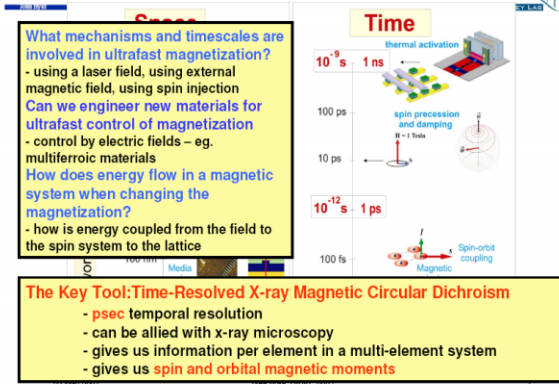 EY LAB
Space
Time
What mechanisms and timescales are
involved in ultrafast magnetization?
- using a laser field, using external
magnetic field, using spin injection
Can we engineer new materials for
ultrafast control of magnetization
- control by electric fields – eg.
multiferroic materials
How does energy flow in a magnetic
system when changing the
magnetization?
- how is energy coupled from the field to
the spin system to the lattice
Media
10⁻⁹s 1 ns
thermal activation
100 ps
spin precession
and damping
H = 1 Tesla
10 ps
10⁻¹²s 1 ps
100 fs
l
s
Spin-orbit
coupling
Magnetic
The Key Tool:Time-Resolved X-ray Magnetic Circular Dichroism
- psec temporal resolution
- can be allied with x-ray microscopy
- gives us information per element in a multi-element system
- gives us spin and orbital magnetic moments